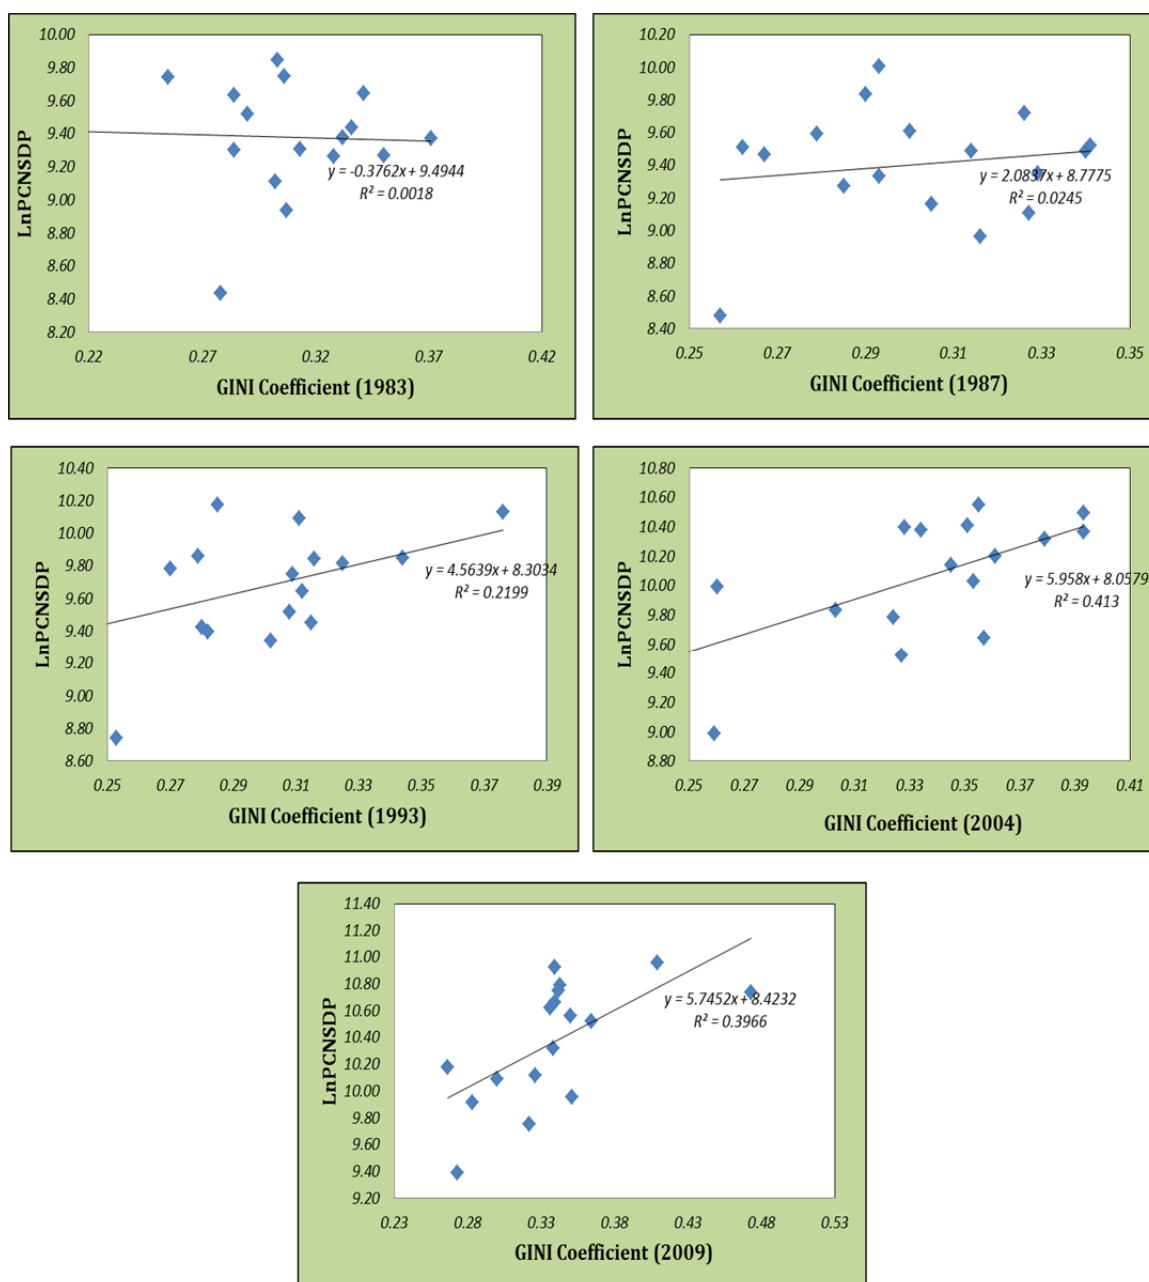 LnPCNSDP
10.00
9.80
9.60
9.40
9.20
9.00
8.80
8.60
8.40
8.20
y = -0.3762x + 9.4944
R² = 0.0018
0.22 0.27 0.32 0.37 0.42
GINI Coefficient (1983)
LnPCNSDP
10.20
10.00
9.80
9.60
9.40
9.20
9.00
8.80
8.60
8.40
y = 2.0837x + 8.7775
R² = 0.0245
0.25 0.27 0.29 0.31 0.33 0.35
GINI Coefficient (1987)
LnPCNSDP
10.40
10.20
10.00
9.80
9.60
9.40
9.20
9.00
8.80
8.60
y = 4.5639x + 8.3034
R² = 0.2199
0.25 0.27 0.29 0.31 0.33 0.35 0.37 0.39
GINI Coefficient (1993)
LnPCNSDP
10.80
10.60
10.40
10.20
10.00
9.80
9.60
9.40
9.20
9.00
8.80
y = 5.958x + 8.0579
R² = 0.413
0.25 0.27 0.29 0.31 0.33 0.35 0.37 0.39 0.41
GINI Coefficient (2004)
LnPCNSDP
11.40
11.20
11.00
10.80
10.60
10.40
10.20
10.00
9.80
9.60
9.40
9.20
y = 5.7452x + 8.4232
R² = 0.3966
0.23 0.28 0.33 0.38 0.43 0.48 0.53
GINI Coefficient (2009)